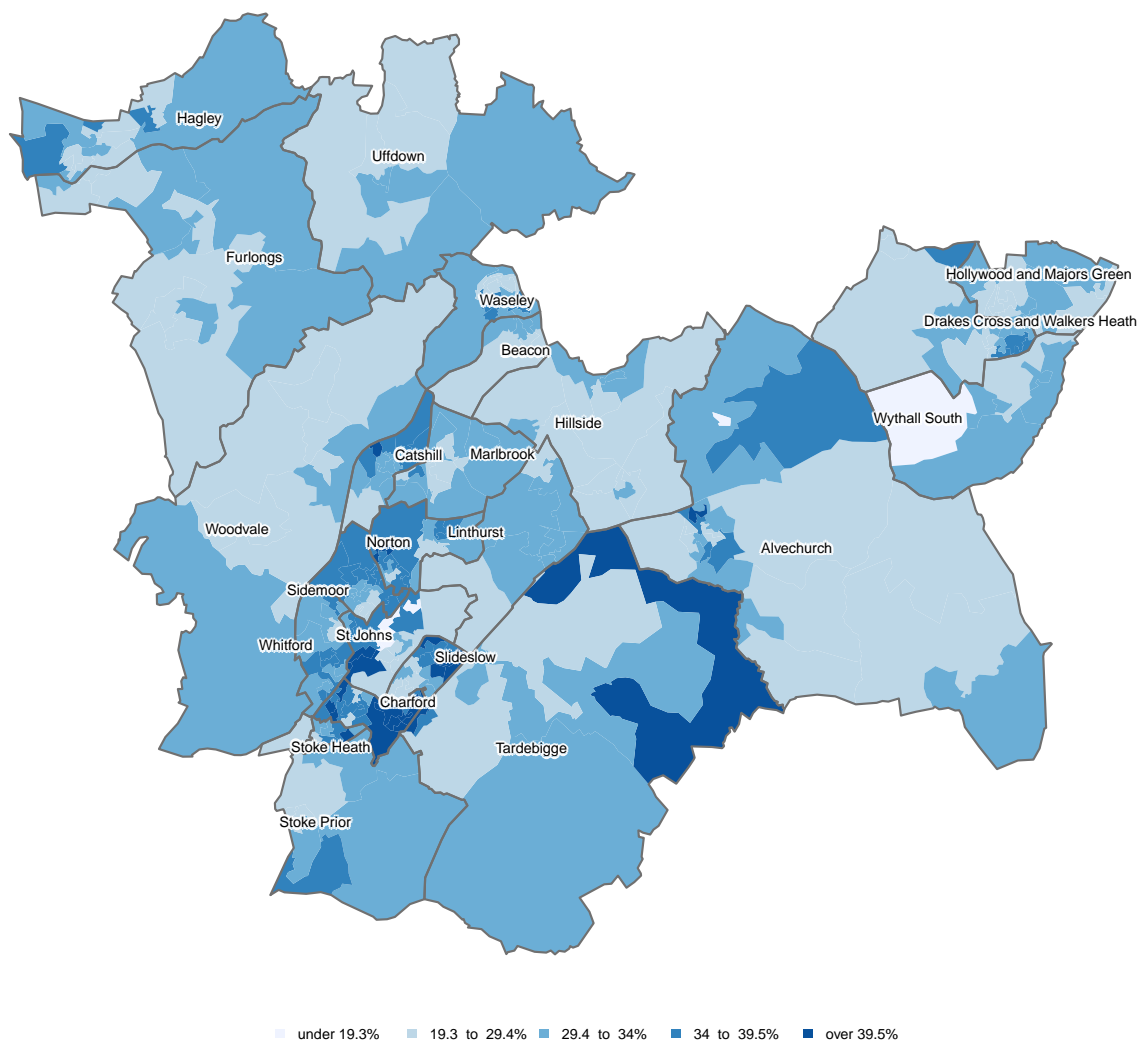 Hagley
Uffdown
Furlongs
Hollywood and Majors Green
Waseley
Drakes Cross and Walkers Heath
Beacon
Wythall South
Hillside
Catshill
Marlbrook
Woodvale
Linthurst
Norton
Alvechurch
Sidemoor
St Johns
Whitford
Slideslow
Charford
Stoke Heath
Tardebigge
Stoke Prior
under 19.3% 19.3 to 29.4% 29.4 to 34% 34 to 39.5% over 39.5%